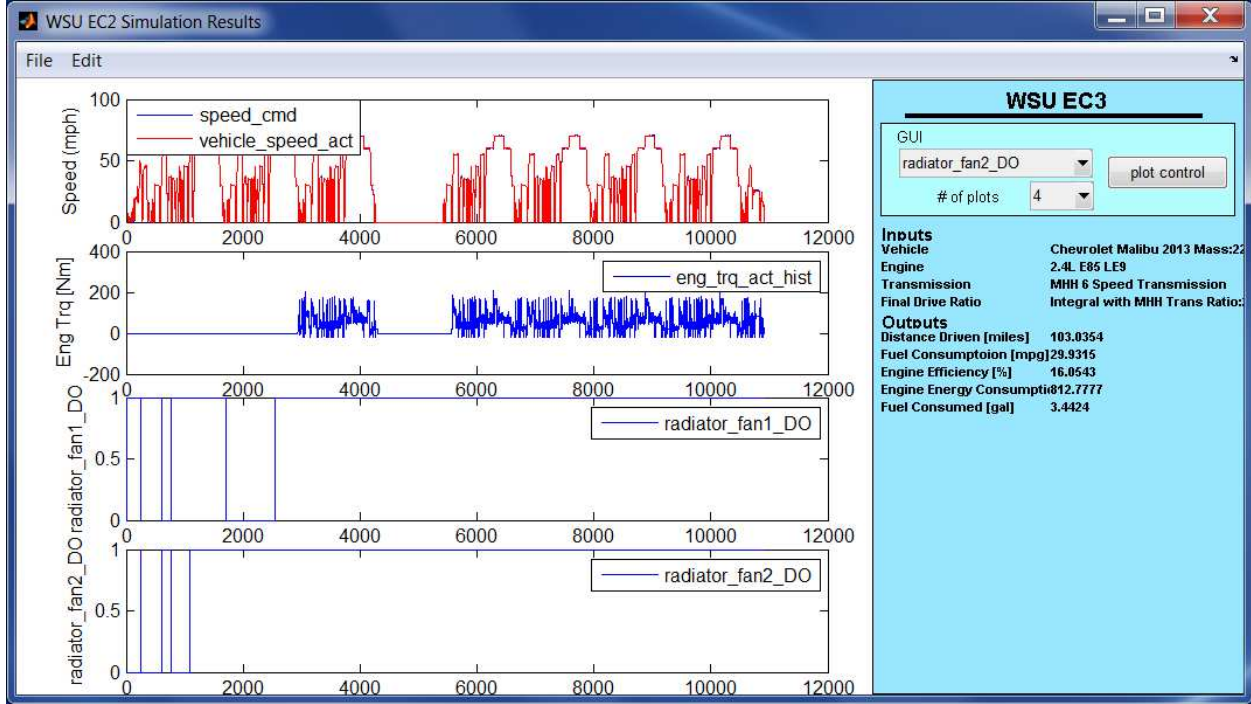 WSU EC2 Simulation Results
File Edit
100
50
0
Speed (mph)
speed_cmd
vehicle_speed_act
0 2000 4000 6000 8000 10000 12000
400
200
0
-200
Eng Trq [Nm]
eng_trq_act_hist
0 2000 4000 6000 8000 10000 12000
1
0.5
0
radiator_fan1_DO
radiator_fan1_DO
0 2000 4000 6000 8000 10000 12000
1
0.5
0
radiator_fan2_DO
radiator_fan2_DO
0 2000 4000 6000 8000 10000 12000
WSU EC3
GUI
radiator_fan2_DO
plot control
# of plots 4
Inputs
Vehicle Chevrolet Malibu 2013 Mass:22
Engine 2.4L E85 LE9
Transmission MHH 6 Speed Transmission
Final Drive Ratio Integral with MHH Trans Ratio:
Outputs
Distance Driven [miles] 103.0354
Fuel Consumptoion [mpg] 29.9315
Engine Efficiency [%] 16.0543
Engine Energy Consumpti 812.7777
Fuel Consumed [gal] 3.4424